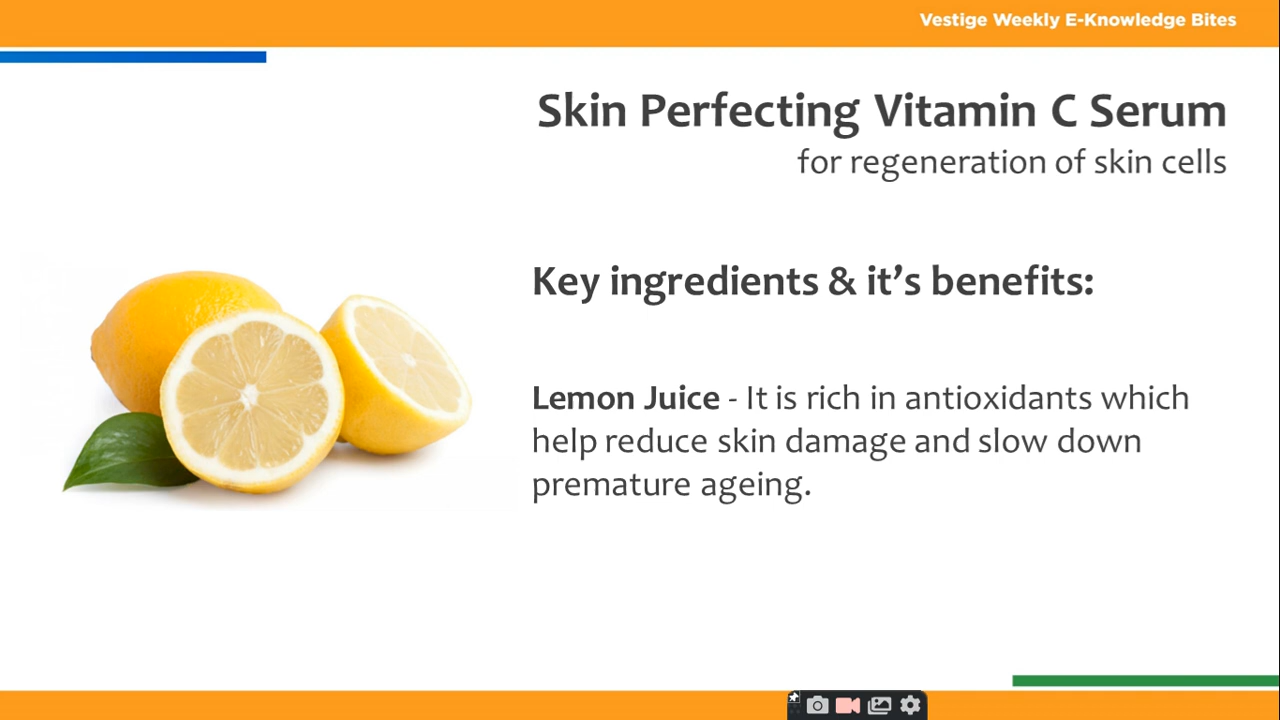 Vestige Weekly E-Knowledge Bites
Skin Perfecting Vitamin C Serum
for regeneration of skin cells
Key ingredients & it’s benefits:
Lemon Juice - It is rich in antioxidants which
help reduce skin damage and slow down
premature ageing.